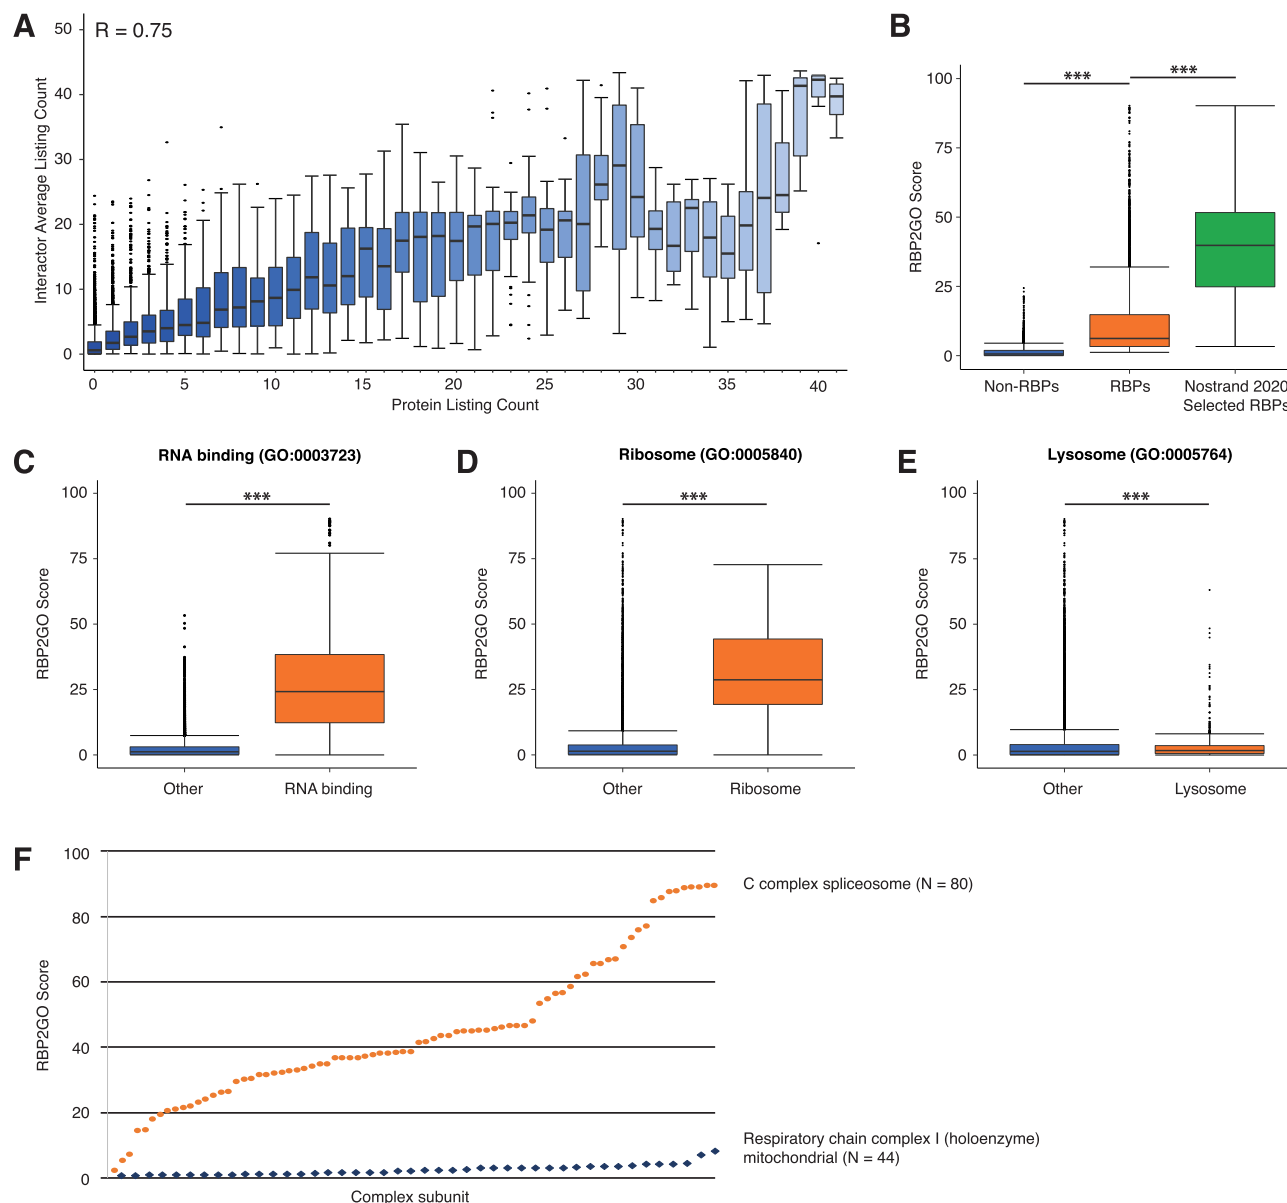 A
R = 0.75
50
40
30
20
10
0
Interactor Average Listing Count
0 5 10 15 20 25 30 35 40
Protein Listing Count
B
***
***
100
75
50
25
0
RBP2GO Score
Non-RBPs RBPs Nostrand 2020
Selected RBPs
C
RNA binding (GO:0003723)
***
100
75
50
25
0
RBP2GO Score
Other RNA binding
D
Ribosome (GO:0005840)
***
100
75
50
25
0
RBP2GO Score
Other Ribosome
E
Lysosome (GO:0005764)
***
100
75
50
25
0
RBP2GO Score
Other Lysosome
F
100
80
60
40
20
0
RBP2GO Score
C complex spliceosome (N = 80)
Respiratory chain complex I (holoenzyme)
mitochondrial (N = 44)
Complex subunit